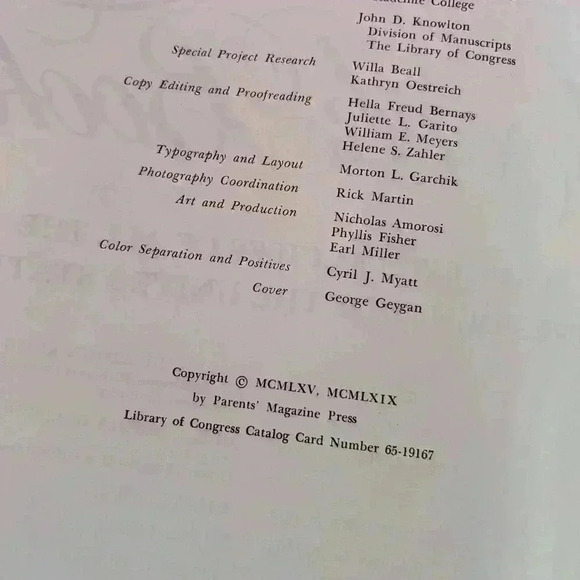 College
John D. Knowlton
Division of Manuscripts
The Library of Congress
Special Project Research Willa Beall
Kathryn Oestreich
Copy Editing and Proofreading Hella Freud Bernays
Juliette L. Garito
William E. Meyers
Helene S. Zahler
Typography and Layout Morton L. Garchik
Photography Coordination Rick Martin
Art and Production Nicholas Amorosi
Phyllis Fisher
Earl Miller
Color Separation and Positives Cyril J. Myatt
Cover George Geygan
Copyright © MCMLXV, MCMLXIX
by Parents' Magazine Press
Library of Congress Catalog Card Number 65-19167